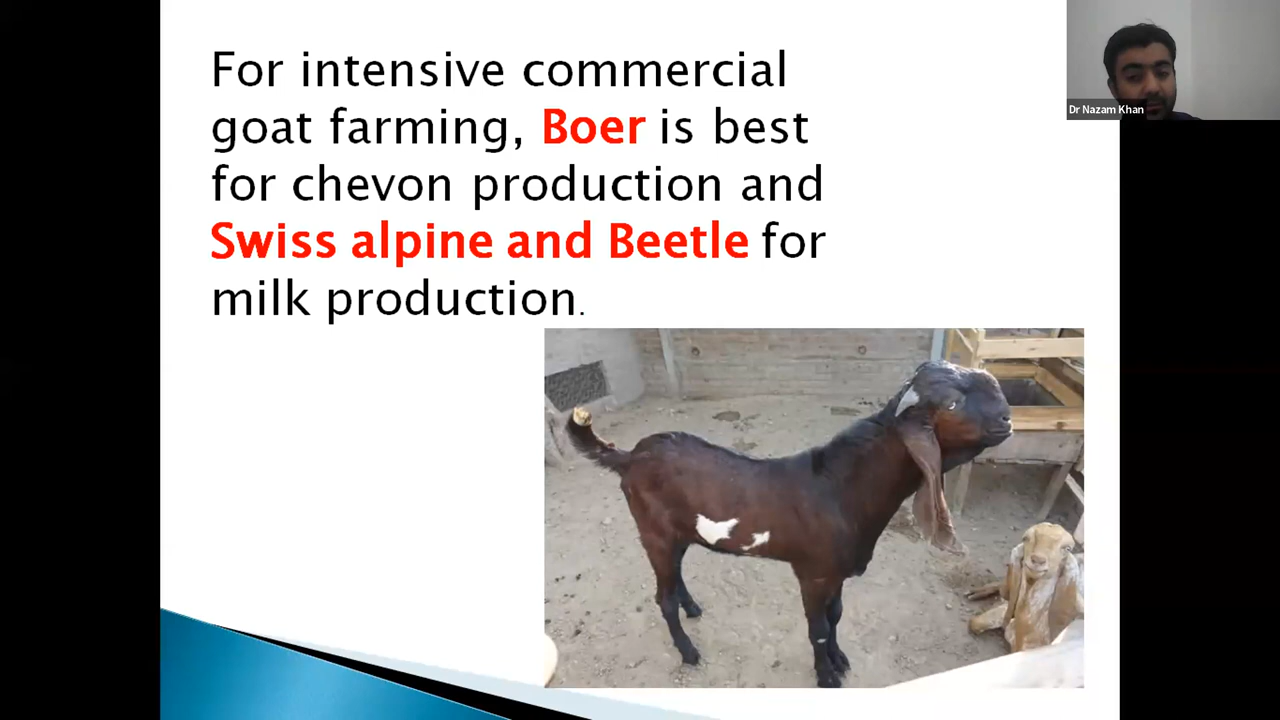 For intensive commercial
goat farming, Boer is best
for chevon production and
Swiss alpine and Beetle for
milk production.
Dr Nazam Khan